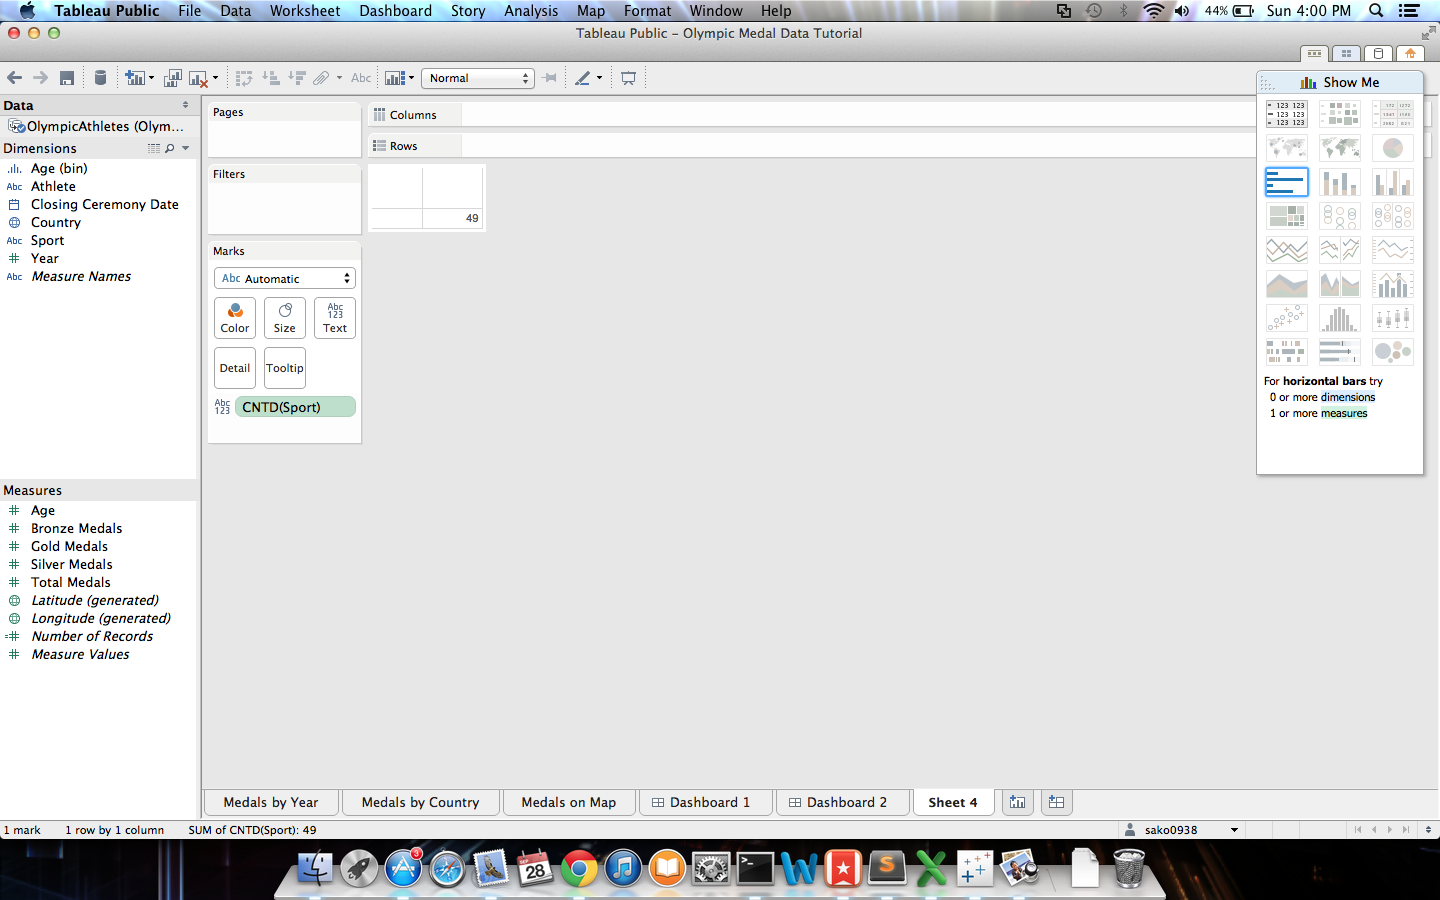 Tableau Public File Data Worksheet Dashboard Story Analysis Map Format Window Help 44% Sun 4:00 PM
Tableau Public - Olympic Medal Data Tutorial
Abc Normal
Show Me
Data
OlympicAthletes (Olym...
Dimensions
Age (bin)
Abc Athlete
Closing Ceremony Date
Country
Abc Sport
Year
Abc Measure Names
Measures
Age
Bronze Medals
Gold Medals
Silver Medals
Total Medals
Latitude (generated)
Longitude (generated)
Number of Records
Measure Values
Pages
Filters
Marks
Abc Automatic
Color Size Abc 123 Text
Detail Tooltip
Abc 123 CNTD(Sport)
Columns
Rows
49
123 123
123 123
123 123
For horizontal bars try
0 or more dimensions
1 or more measures
Medals by Year Medals by Country Medals on Map Dashboard 1 Dashboard 2 Sheet 4
1 mark 1 row by 1 column SUM of CNTD(Sport): 49 sako0938
3
SEP
28